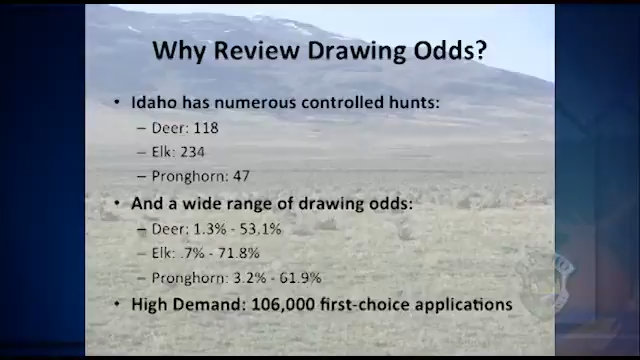 Why Review Drawing Odds?
• Idaho has numerous controlled hunts:
– Deer: 118
– Elk: 234
– Pronghorn: 47
• And a wide range of drawing odds:
– Deer: 1.3% - 53.1%
– Elk: .7% - 71.8%
– Pronghorn: 3.2% - 61.9%
• High Demand: 106,000 first-choice applications